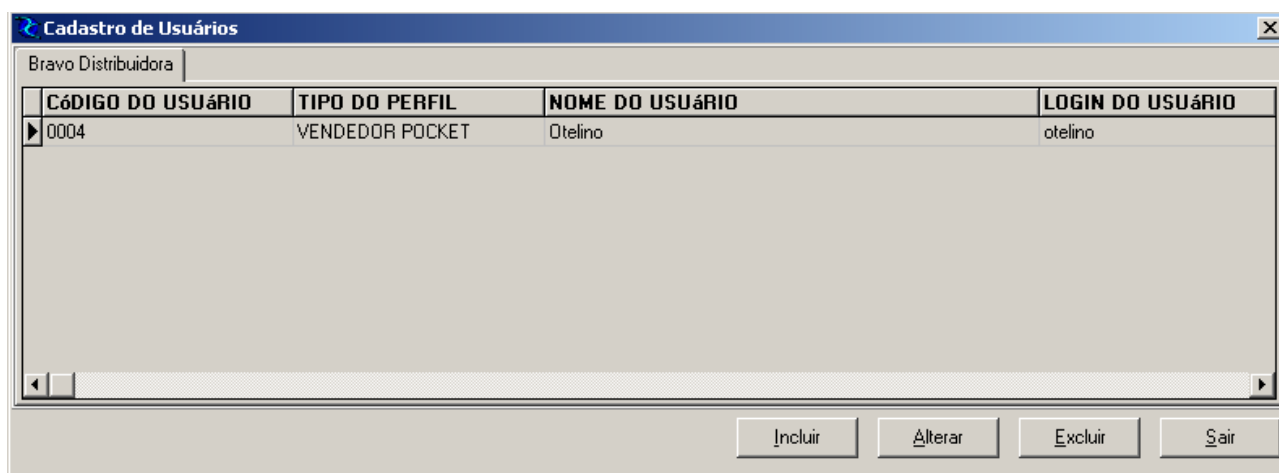 Cadastro de Usuários
Bravo Distribuidora
CóDIGO DO USUáRIO TIPO DO PERFIL NOME DO USUáRIO LOGIN DO USUáRIO
0004 VENDEDOR POCKET Otelino otelino
Incluir Alterar Excluir Sair